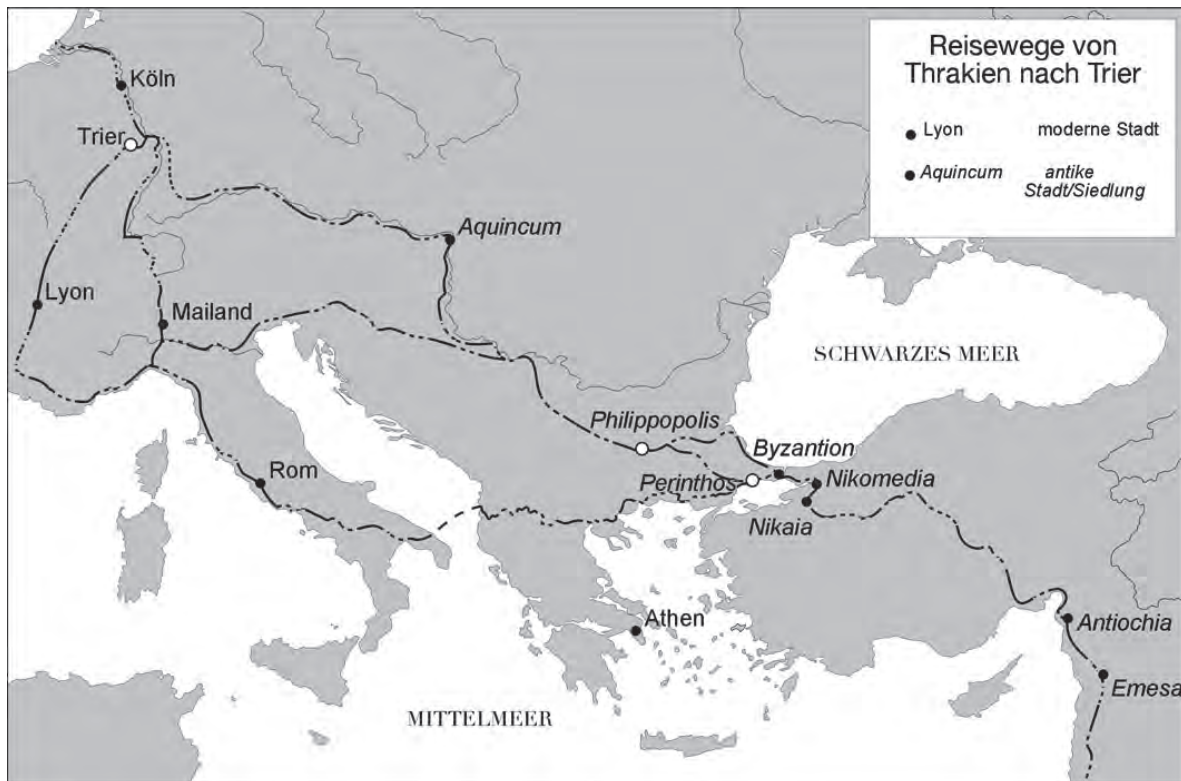 Reisewege von
Thrakien nach Trier
Lyon moderne Stadt
Aquincum antike
Stadt/Siedlung
Köln
Trier
Aquincum
Lyon
Mailand
SCHWARZES MEER
Philippopolis
Byzantion
Rom
Perinthos
Nikomedia
Nikaia
Athen
Antiochia
Emesa
MITTELMEER